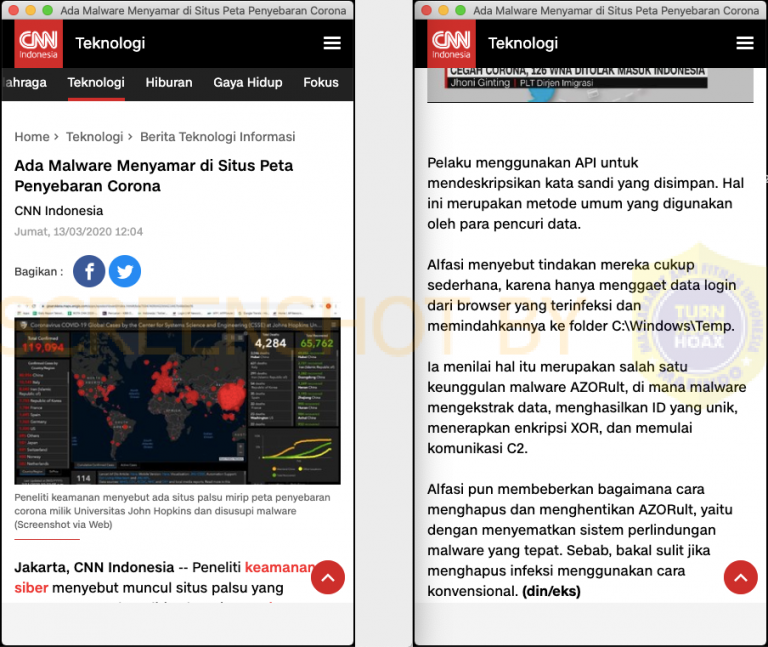 Ada Malware Menyamar di Situs Peta Penyebaran Corona
CNN
Indonesia
Teknologi
lahraga Teknologi Hiburan Gaya Hidup Fokus
Home > Teknologi > Berita Teknologi Informasi
Ada Malware Menyamar di Situs Peta
Penyebaran Corona
CNN Indonesia
Jumat, 13/03/2020 12:04
Bagikan :
Coronavirus COVID-19 Global Cases by the Center for Systems Science and Engineering (CSSE) at Johns Hopkins
Total Confirmed
119,094
4,284
65,762
114
Peneliti keamanan menyebut ada situs palsu mirip peta penyebaran
corona milik Universitas John Hopkins dan disusupi malware
(Screenshot via Web)
Jakarta, CNN Indonesia -- Peneliti keamanan
siber menyebut muncul situs palsu yang
Ada Malware Menyamar di Situs Peta Penyebaran Corona
CNN
Indonesia
Teknologi
CEGAH CORONA, 126 WNA DITOLAK MASUK INDONESIA
Jhoni Ginting | PLT Dirjen Imigrasi
Pelaku menggunakan API untuk
mendeskripsikan kata sandi yang disimpan. Hal
ini merupakan metode umum yang digunakan
oleh para pencuri data.
Alfasi menyebut tindakan mereka cukup
sederhana, karena hanya menggaet data login
dari browser yang terinfeksi dan
memindahkannya ke folder C:\Windows\Temp.
Ia menilai hal itu merupakan salah satu
keunggulan malware AZORult, di mana malware
mengekstrak data, menghasilkan ID yang unik,
menerapkan enkripsi XOR, dan memulai
komunikasi C2.
Alfasi pun membeberkan bagaimana cara
menghapus dan menghentikan AZORult, yaitu
dengan menyematkan sistem perlindungan
malware yang tepat. Sebab, bakal sulit jika
menghapus infeksi menggunakan cara
konvensional. (din/eks)
SCREENSHOT BY
MASYARAKAT ANTI FITNAH INDONESIA
TURN
BACK
HOAX